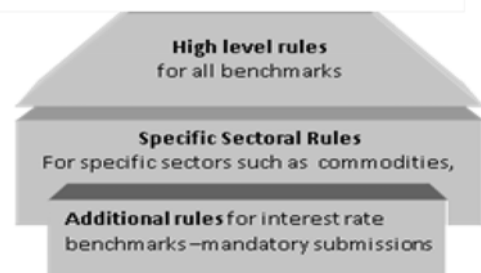 High level rules
for all benchmarks
Specific Sectoral Rules
For specific sectors such as commodities,
Additional rules for interest rate
benchmarks –mandatory submissions